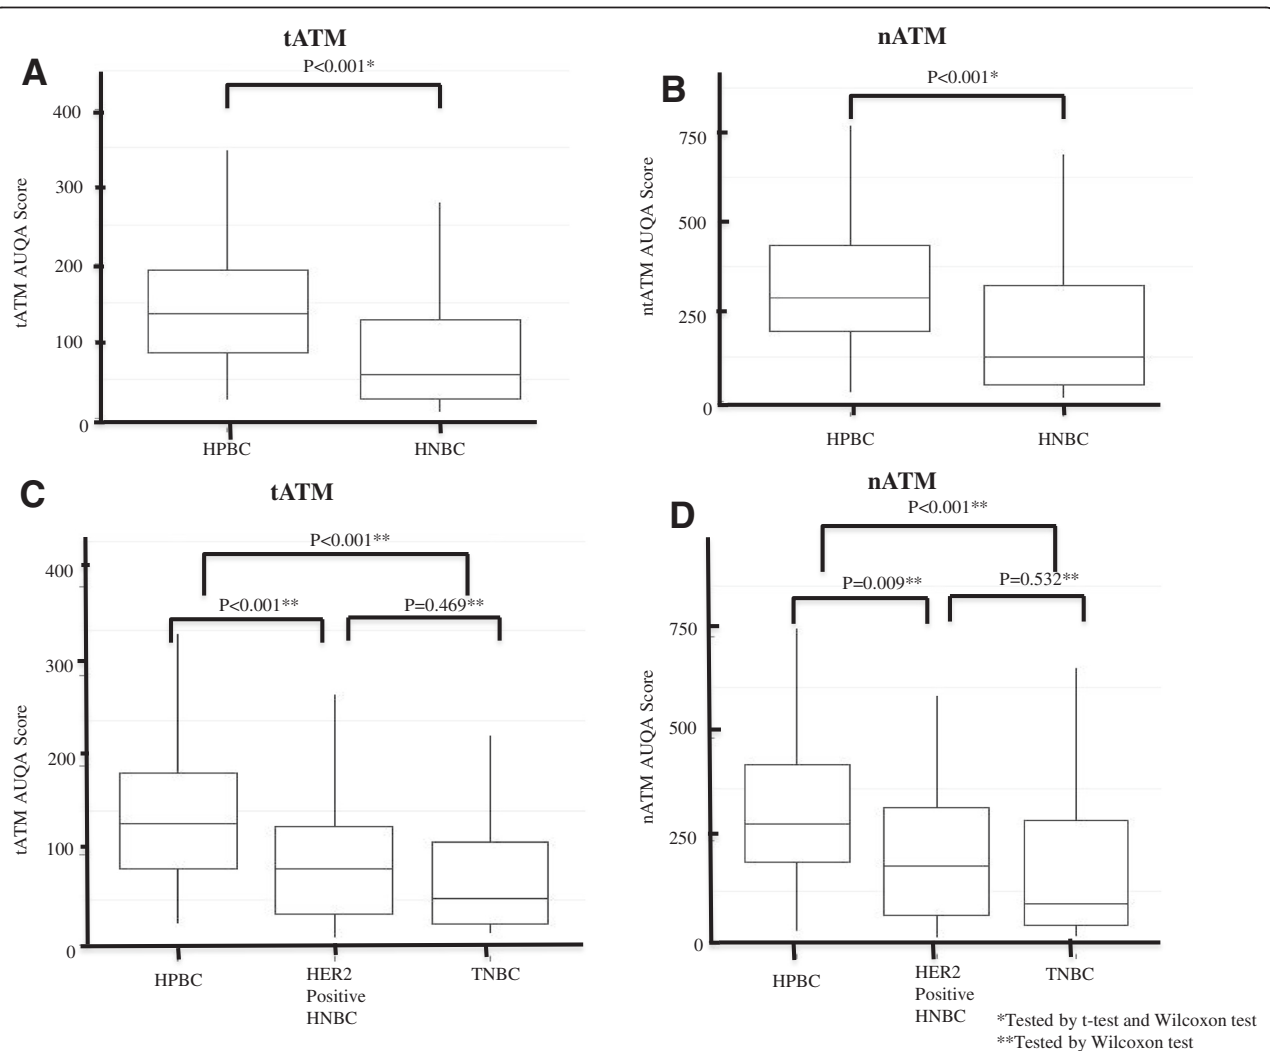 tATM
A
P<0.001*
400
300
200
100
0
tATM AUQA Score
HPBC
HNBC
nATM
B
P<0.001*
750
500
250
0
ntATM AUQA Score
HPBC
HNBC
C
tATM
P<0.001**
P<0.001**
P=0.469**
400
300
200
100
0
tATM AUQA Score
HPBC
HER2
Positive
HNBC
TNBC
nATM
D
P<0.001**
P=0.009**
P=0.532**
750
500
250
0
nATM AUQA Score
HPBC
HER2
Positive
HNBC
TNBC
*Tested by t-test and Wilcoxon test
**Tested by Wilcoxon test